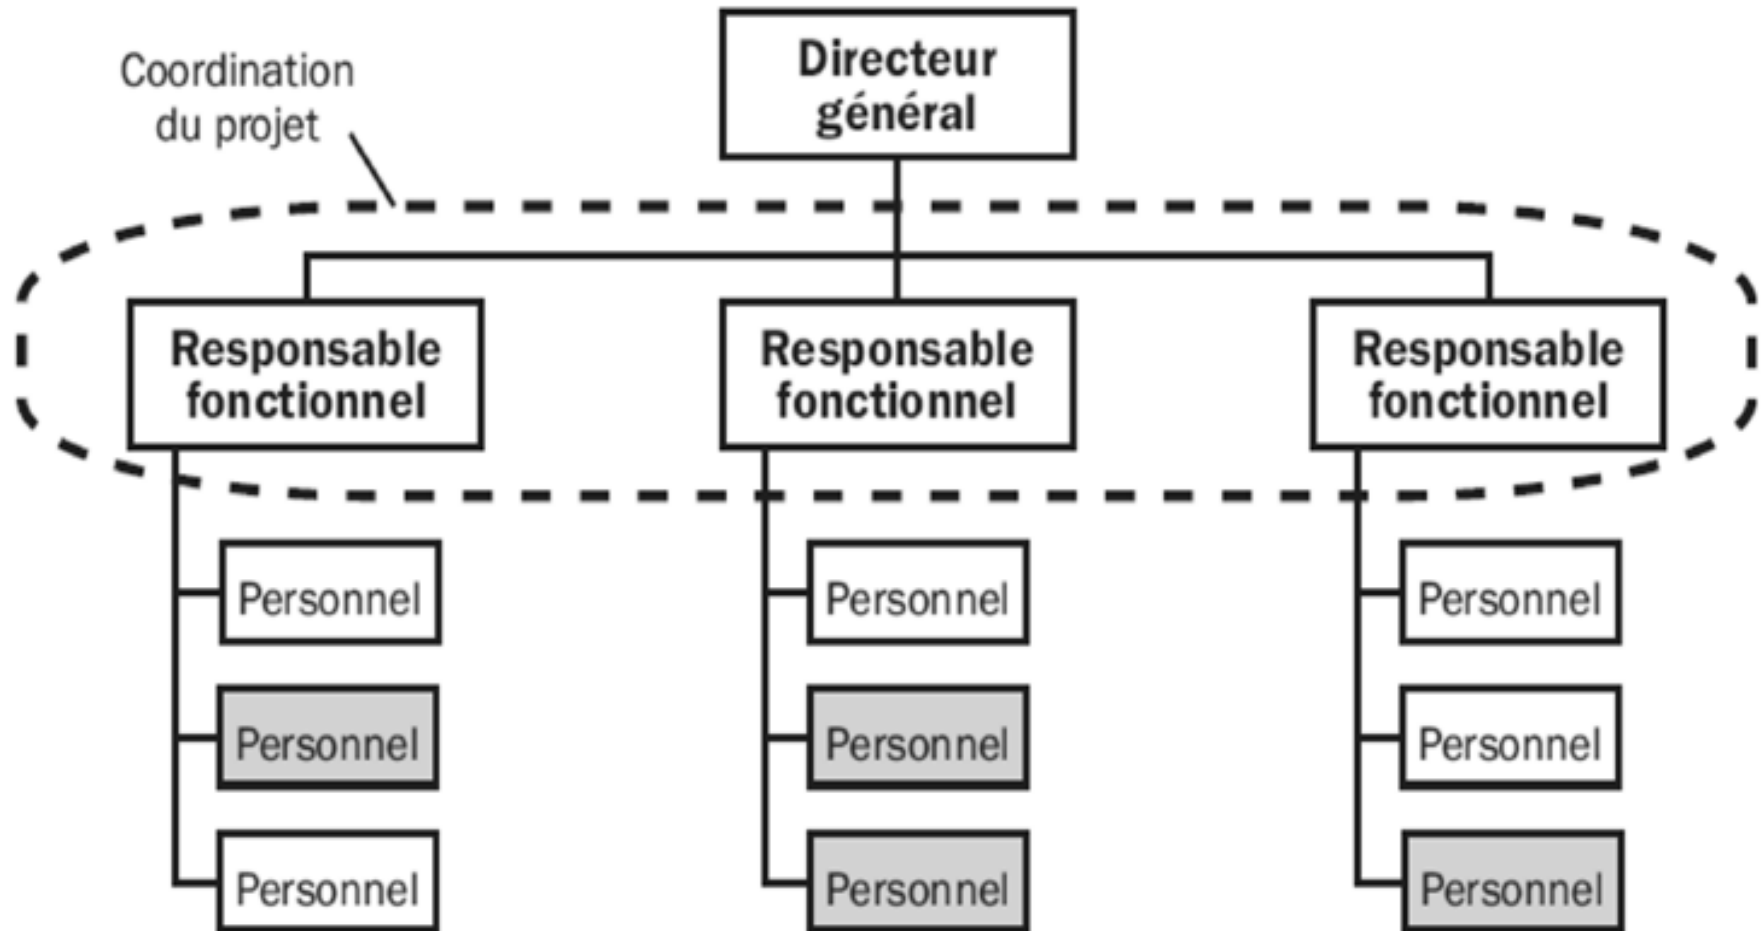 Coordination
du projet
Directeur
général
Responsable
fonctionnel
Responsable
fonctionnel
Responsable
fonctionnel
Personnel
Personnel
Personnel
Personnel
Personnel
Personnel
Personnel
Personnel
Personnel